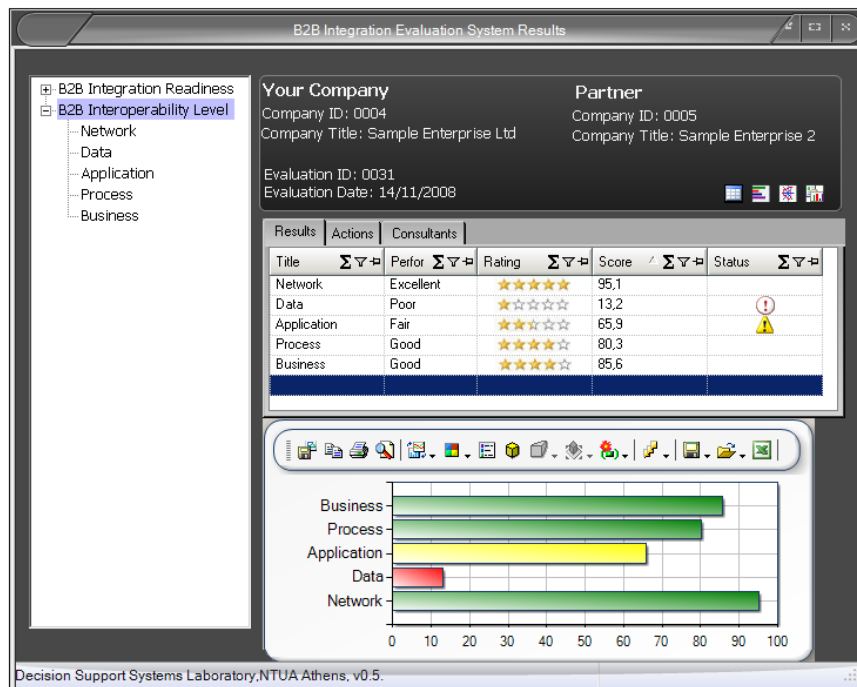 B2B Integration Evaluation System Results
B2B Integration Readiness
B2B Interoperability Level
Network
Data
Application
Process
Business
Your Company
Company ID: 0004
Company Title: Sample Enterprise Ltd
Partner
Company ID: 0005
Company Title: Sample Enterprise 2
Evaluation ID: 0031
Evaluation Date: 14/11/2008
Results Actions Consultants
Title Perfor Rating Score Status
Network Excellent 95,1
Data Poor 13,2
Application Fair 65,9
Process Good 80,3
Business Good 85,6
Business
Process
Application
Data
Network
0 10 20 30 40 50 60 70 80 90 100
Decision Support Systems Laboratory,NTUA Athens, v0.5.